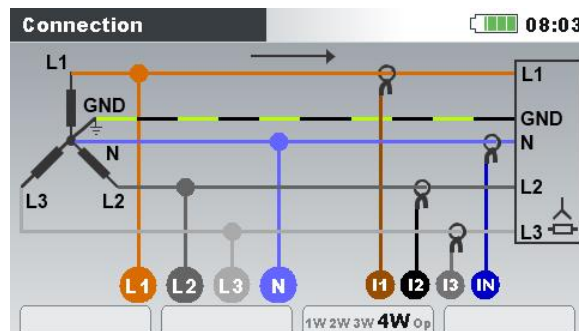 Connection 08:03
L1 L1
GND GND
N N
L3 L2 L2
L3
L1 L2 L3 N I1 I2 I3 IN
1W 2W 3W 4W Op